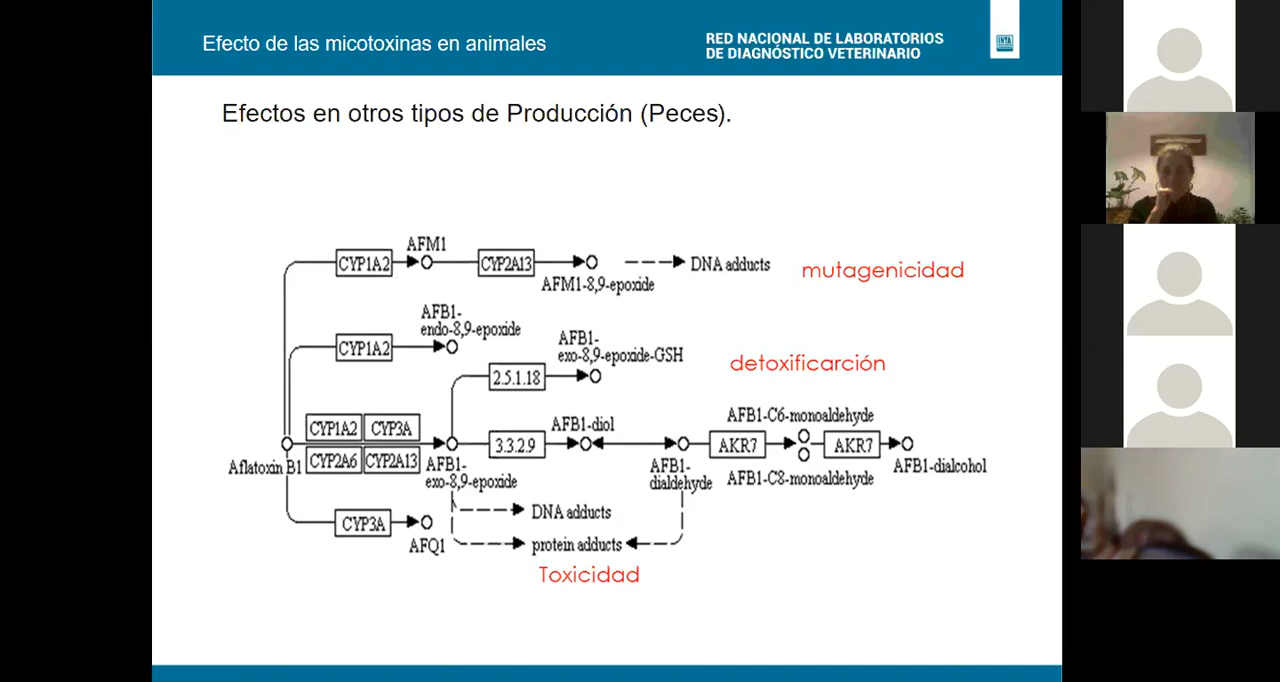 Efecto de las micotoxinas en animales
RED NACIONAL DE LABORATORIOS
DE DIAGNÓSTICO VETERINARIO
INTA
Efectos en otros tipos de Producción (Peces).
AFM1
CYP1A2
CYP2A13
DNA adducts
mutagenicidad
AFM1-8,9-epoxide
AFB1-
endo-8,9-epoxide
CYP1A2
AFB1-
exo-8,9-epoxide-GSH
2.5.1.18
detoxificarción
CYP1A2
CYP3A
AFB1-diol
AFB1-C6-monoaldehyde
3.3.2.9
AKR7
AKR7
Aflatoxin B1
CYP2A6
CYP2A13
AFB1-
exo-8,9-epoxide
AFB1-
dialdehyde
AFB1-C8-monoaldehyde
AFB1-dialcohol
DNA adducts
CYP3A
AFQ1
protein adducts
Toxicidad